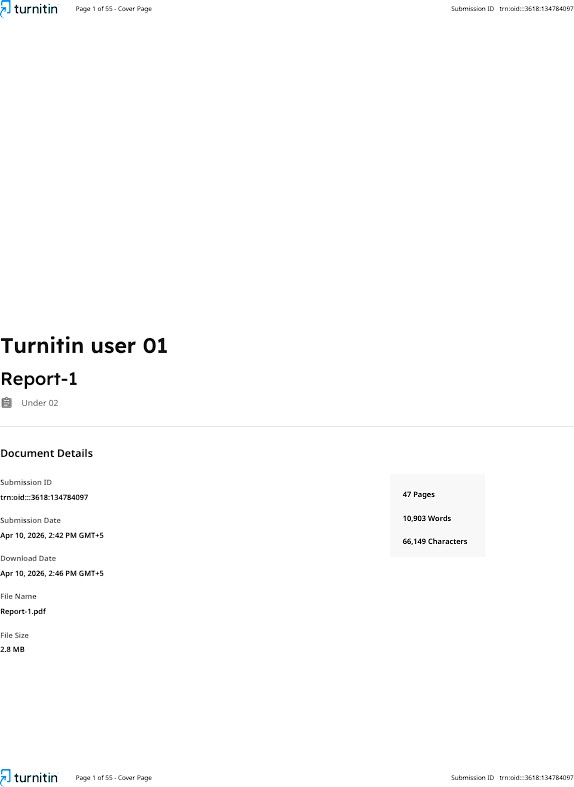 turnitin Page 1 of 55 - Cover Page Submission ID trn:oid:::3618:134784097
Turnitin user 01
Report-1
Under 02
Document Details
Submission ID
trn:oid:::3618:134784097
Submission Date
Apr 10, 2026, 2:42 PM GMT+5
Download Date
Apr 10, 2026, 2:46 PM GMT+5
File Name
Report-1.pdf
File Size
2.8 MB
47 Pages
10,903 Words
66,149 Characters
turnitin Page 1 of 55 - Cover Page Submission ID trn:oid:::3618:134784097